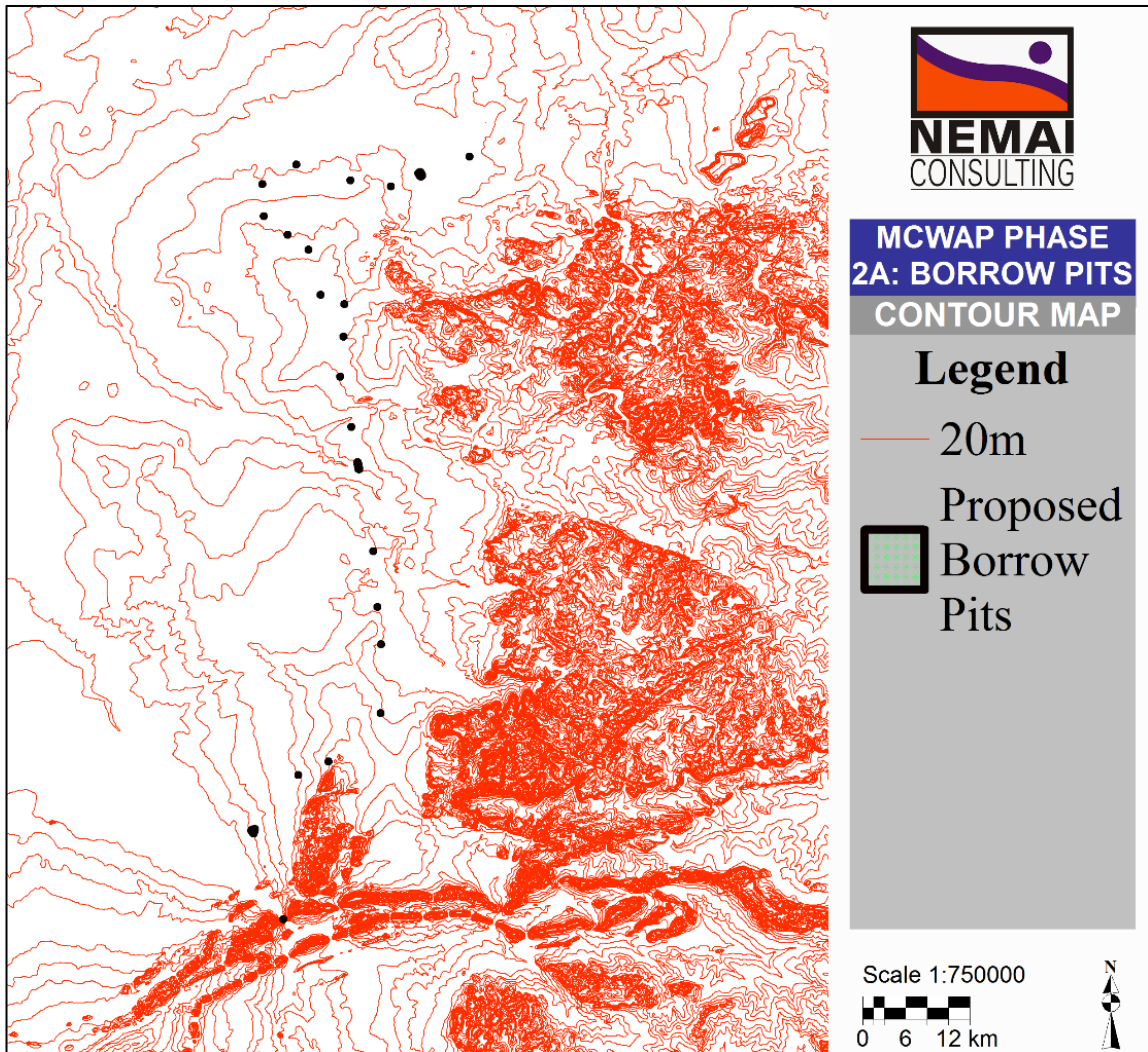 NEMAI
CONSULTING
MCWAP PHASE
2A: BORROW PITS
CONTOUR MAP
Legend
20m
Proposed
Borrow
Pits
Scale 1:750000
N
0 6 12 km